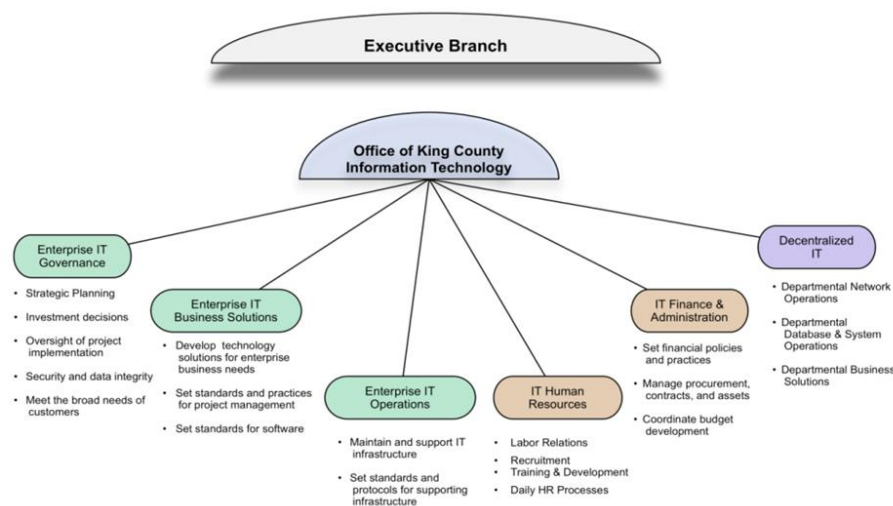 Executive Branch
Office of King County
Information Technology
Enterprise IT
Governance
• Strategic Planning
• Investment decisions
• Oversight of project
implementation
• Security and data integrity
• Meet the broad needs of
customers
Enterprise IT
Business Solutions
• Develop technology
solutions for enterprise
business needs
• Set standards and practices
for project management
• Set standards for software
Enterprise IT
Operations
• Maintain and support IT
infrastructure
• Set standards and
protocols for supporting
infrastructure
IT Human
Resources
• Labor Relations
• Recruitment
• Training & Development
• Daily HR Processes
IT Finance &
Administration
• Set financial policies
and practices
• Manage procurement,
contracts, and assets
• Coordinate budget
development
Decentralized
IT
• Departmental Network
Operations
• Departmental
Database & System
Operations
• Departmental Business
Solutions